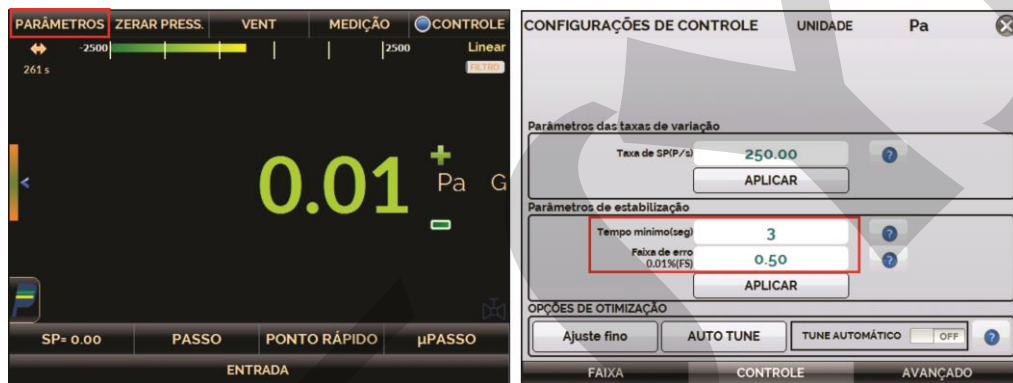 PARÂMETROS ZERAR PRESS. VENT MEDIÇÃO CONTROLE
-2500 2500 Linear
261 s FILTRO
0.01 Pa G
SP= 0.00 PASSO PONTO RÁPIDO µPASSO
ENTRADA
CONFIGURAÇÕES DE CONTROLE UNIDADE Pa
Parâmetros das taxas de variação
Taxa de SP(P/s) 250.00 ?
APLICAR
Parâmetros de estabilização
Tempo minimo(seg) 3 ?
Faixa de erro
0.01%(FS) 0.50 ?
APLICAR
OPÇÕES DE OTIMIZAÇÃO
Ajuste fino AUTO TUNE TUNE AUTOMÁTICO OFF ?
FAIXA CONTROLE AVANÇADO